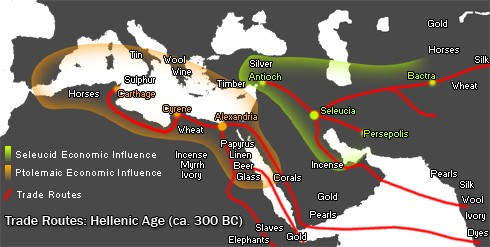 Gold
Tin
Wool
Wine
Silver
Horses
Sulphur
Timber
Antioch
Bactra
Silk
Horses
Carthage
Wheat
Cyrene
Alexandria
Seleucia
Wheat
Persepolis
Papyrus
Linen
Beer
Glass
Incense
Myrrh
Ivory
Incense
Seleucid Economic Influence
Ptolemaic Economic Influence
Trade Routes
Corals
Pearls
Silk
Gold
Wool
Pearls
Ivory
Trade Routes: Hellenic Age (ca. 300 BC)
Slaves
Elephants
Gold
Dyes